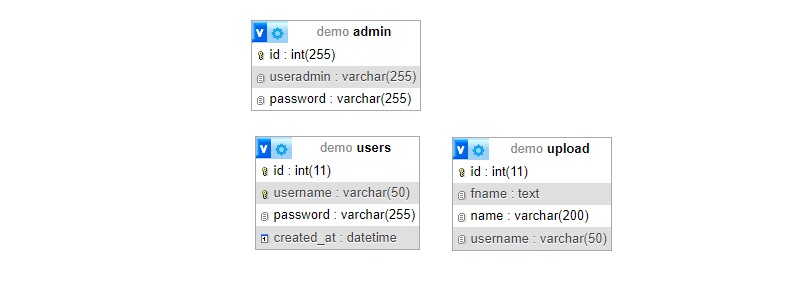 v demo admin
id : int(255)
useradmin : varchar(255)
password : varchar(255)
v demo users
id : int(11)
username : varchar(50)
password : varchar(255)
created_at : datetime
v demo upload
id : int(11)
fname : text
name : varchar(200)
username : varchar(50)